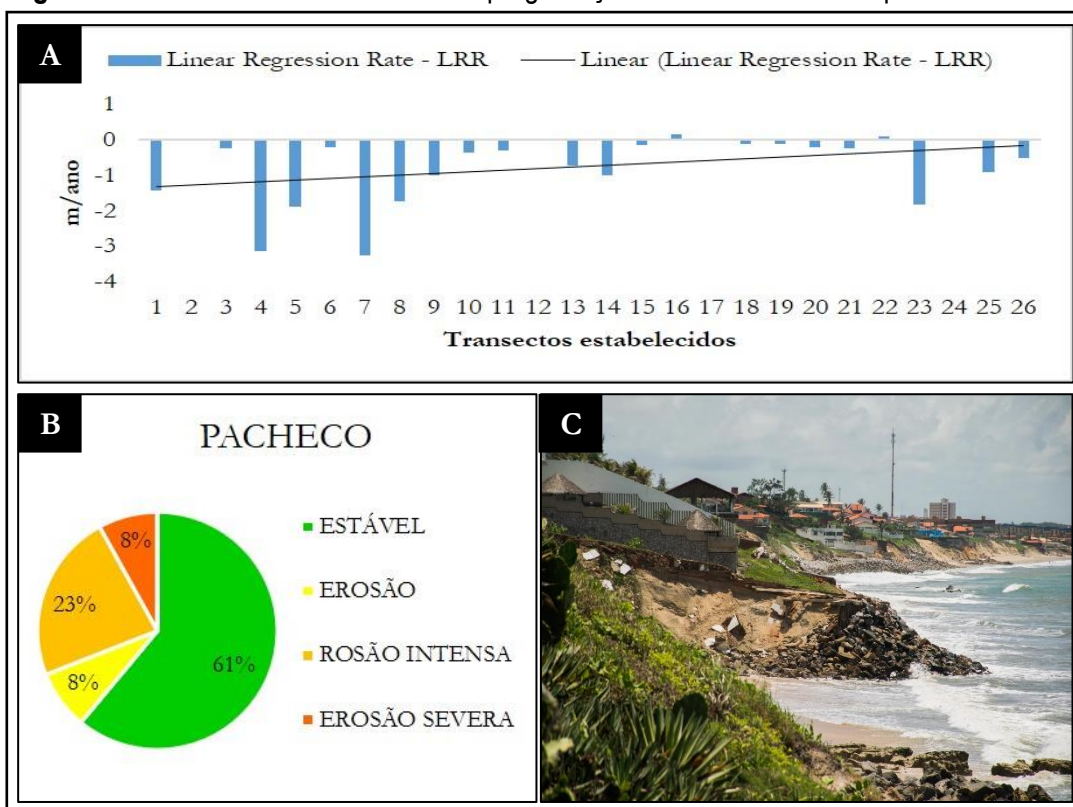 A
Linear Regression Rate - LRR Linear (Linear Regression Rate - LRR)
1
0
-1
-2
-3
-4
m/ano
1 2 3 4 5 6 7 8 9 10 11 12 13 14 15 16 17 18 19 20 21 22 23 24 25 26
Transectos estabelecidos
B
PACHECO
8%
23%
8%
61%
ESTÁVEL
EROSÃO
ROSÃO INTENSA
EROSÃO SEVERA
C